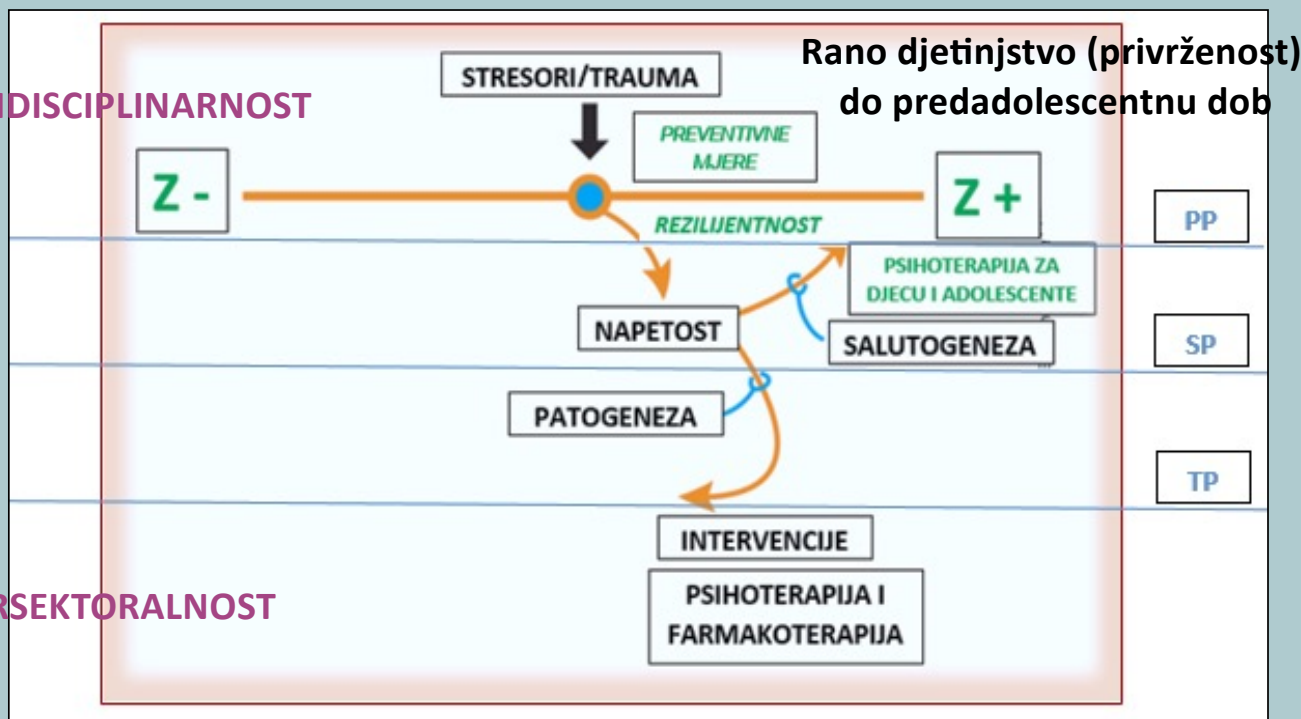 Rano djetinjstvo (privrženost)
do predadolescentnu dob
STRESORI/TRAUMA
IDISCIPLINARNOST
PREVENTIVNE
MJERE
Z -
Z +
PP
REZILIJENTNOST
PSIHOTERAPIJA ZA
DJECU I ADOLESCENTE
NAPETOST
SALUTOGENEZA
SP
PATOGENEZA
TP
INTERVENCIJE
PSIHOTERAPIJA I
FARMAKOTERAPIJA
RSEKTORALNOST